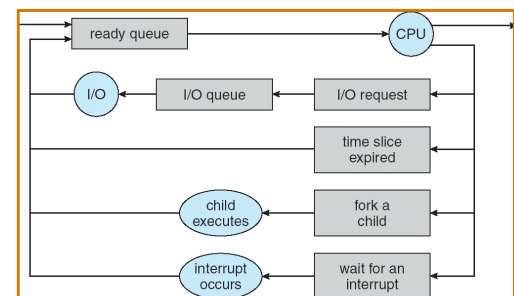 ready queue
CPU
I/O
I/O queue
I/O request
time slice
expired
child
executes
fork a
child
interrupt
occurs
wait for an
interrupt